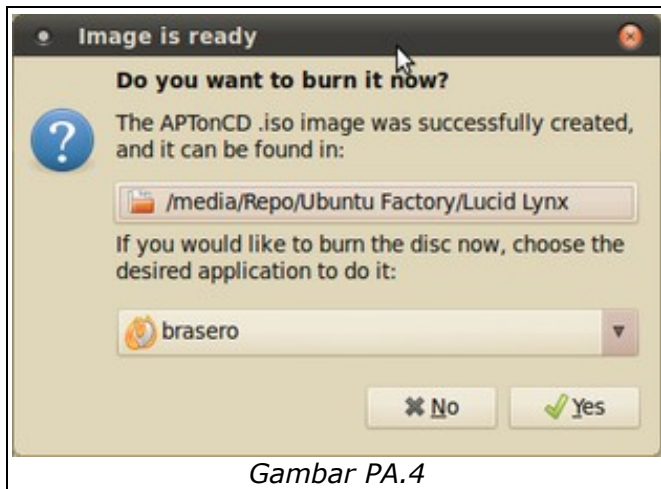 Image is ready
Do you want to burn it now?
The APTonCD .iso image was successfully created,
and it can be found in:
/media/Repo/Ubuntu Factory/Lucid Lynx
If you would like to burn the disc now, choose the
desired application to do it:
brasero
No
Yes
Gambar PA.4